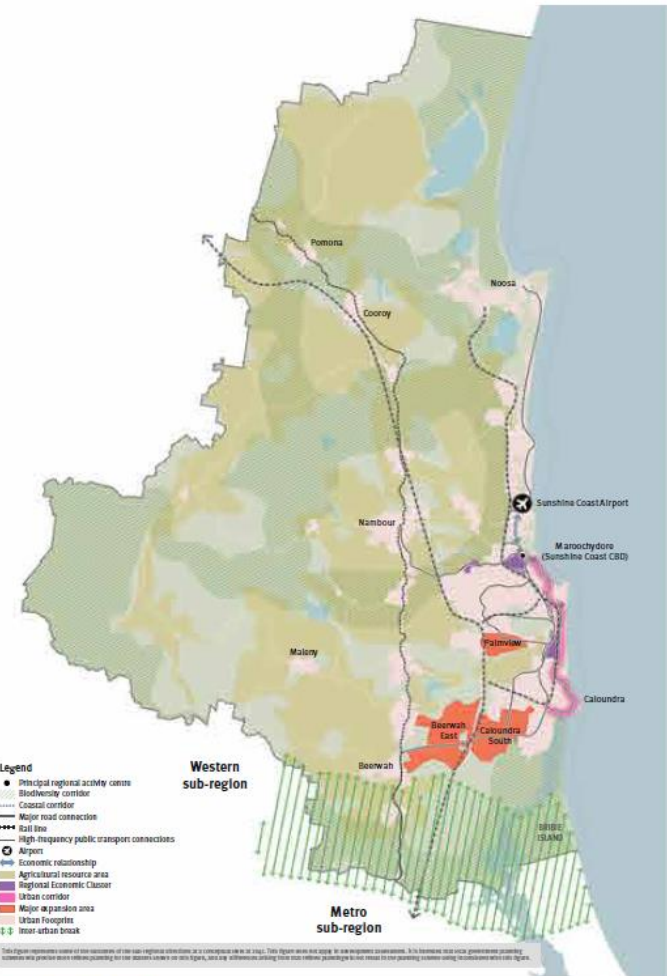 Pomona
Noosa
Cooroy
Sunshine Coast Airport
Nambour
Maroochydore
(Sunshine Coast CBD)
Palmview
Maleny
Caloundra
Beerwah
East
Caloundra
South
Beerwah
Western
sub-region
BRIBIE
ISLAND
Metro
sub-region
Legend
Principal regional activity centre
Biodiversity corridor
Coastal corridor
Major road connection
Rail line
High-frequency public transport connections
Airport
Economic relationship
Agricultural resource area
Regional Economic Cluster
Urban corridor
Major expansion area
Urban Footprint
Inter-urban break